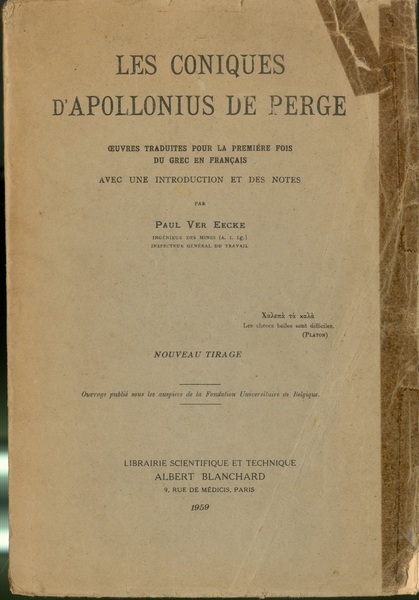 LES CONIQUES
D'APOLLONIUS DE PERGE
ŒUVRES TRADUITES POUR LA PREMIÉRE FOIS
DU GREC EN FRANÇAIS
AVEC UNE INTRODUCTION ET DES NOTES
PAR
PAUL VER EECKE
INGÉNIEUR DES MINES (A. I. LG.)
INSPECTEUR GÉNÉRAL DU TRAVAIL
Χαλεπὰ τὰ καλά
Les choses belles sont difficiles.
(PLATON)
NOUVEAU TIRAGE
Ouvrage publié sous les auspices de la Fondation Universitaire de Belgique.
LIBRAIRIE SCIENTIFIQUE ET TECHNIQUE
ALBERT BLANCHARD
9, RUE DE MÉDICIS, PARIS
1959